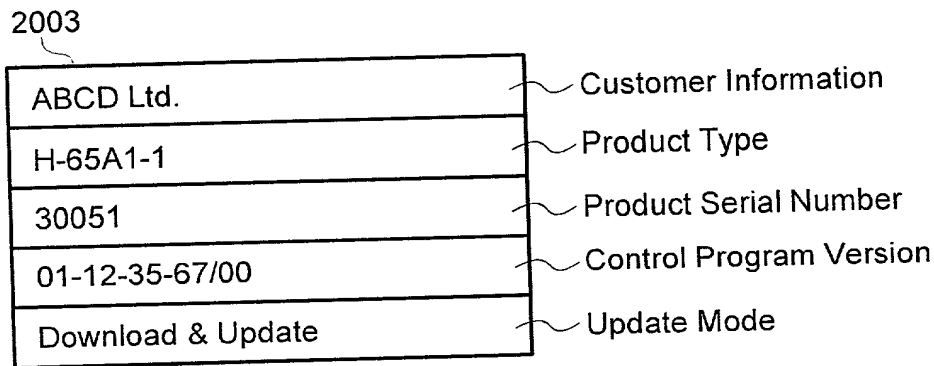 2003
ABCD Ltd. Customer Information
H-65A1-1 Product Type
30051 Product Serial Number
01-12-35-67/00 Control Program Version
Download & Update Update Mode